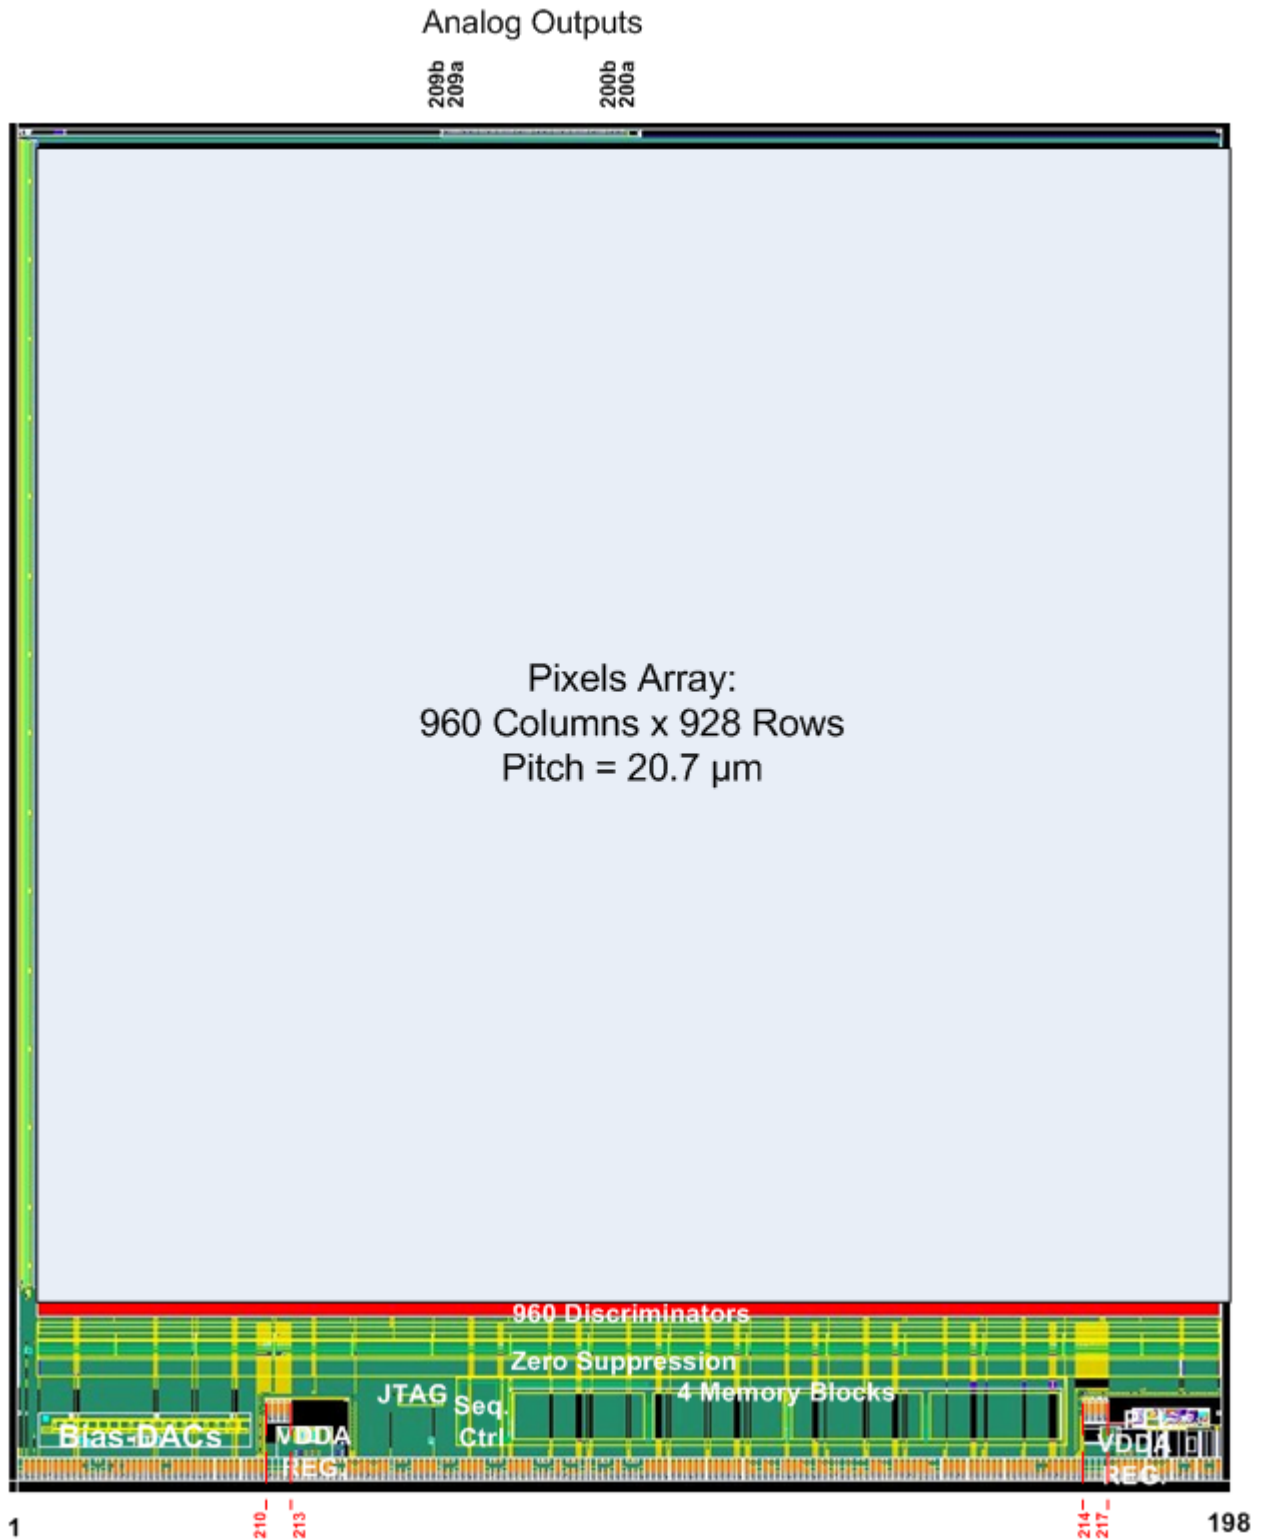 Analog Outputs
209b
209a
200b
200a
Pixels Array:
960 Columns x 928 Rows
Pitch = 20.7 µm
960 Discriminators
Zero Suppression
JTAG
Seq.
Ctrl
4 Memory Blocks
Bias-DACs
VDDA
REG.
VDDA
REG.
210
213
214
217
1
198